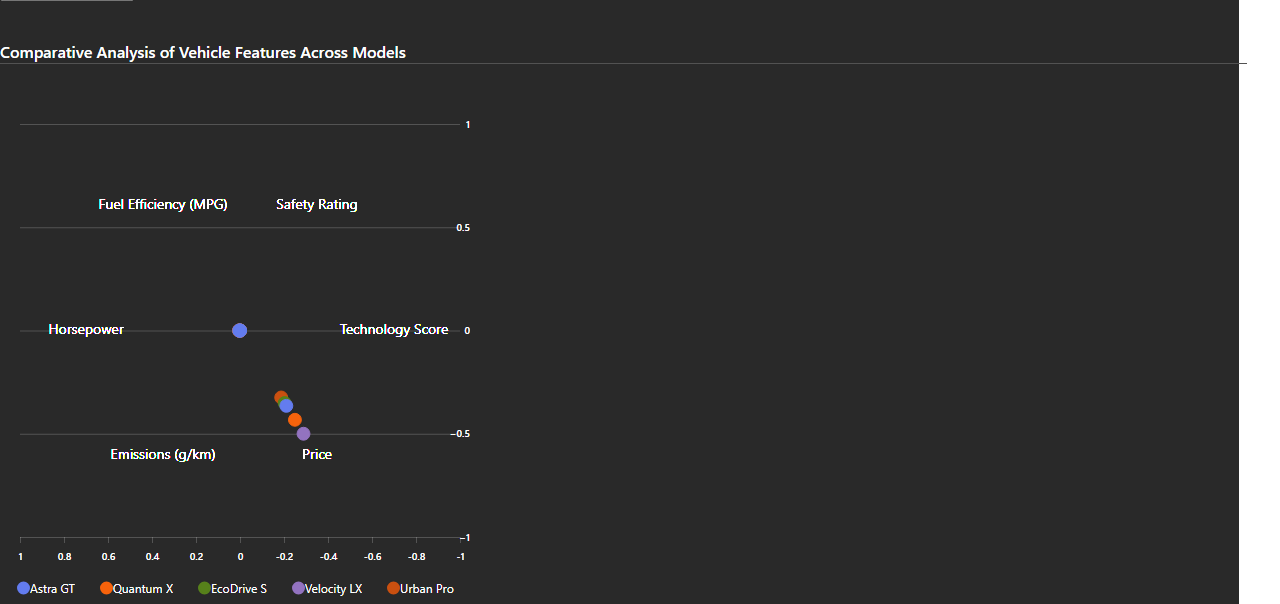 Comparative Analysis of Vehicle Features Across Models
1
Fuel Efficiency (MPG) Safety Rating
0.5
Horsepower Technology Score 0
-0.5
Emissions (g/km) Price
-1
1 0.8 0.6 0.4 0.2 0 -0.2 -0.4 -0.6 -0.8 -1
Astra GT Quantum X EcoDrive S Velocity LX Urban Pro